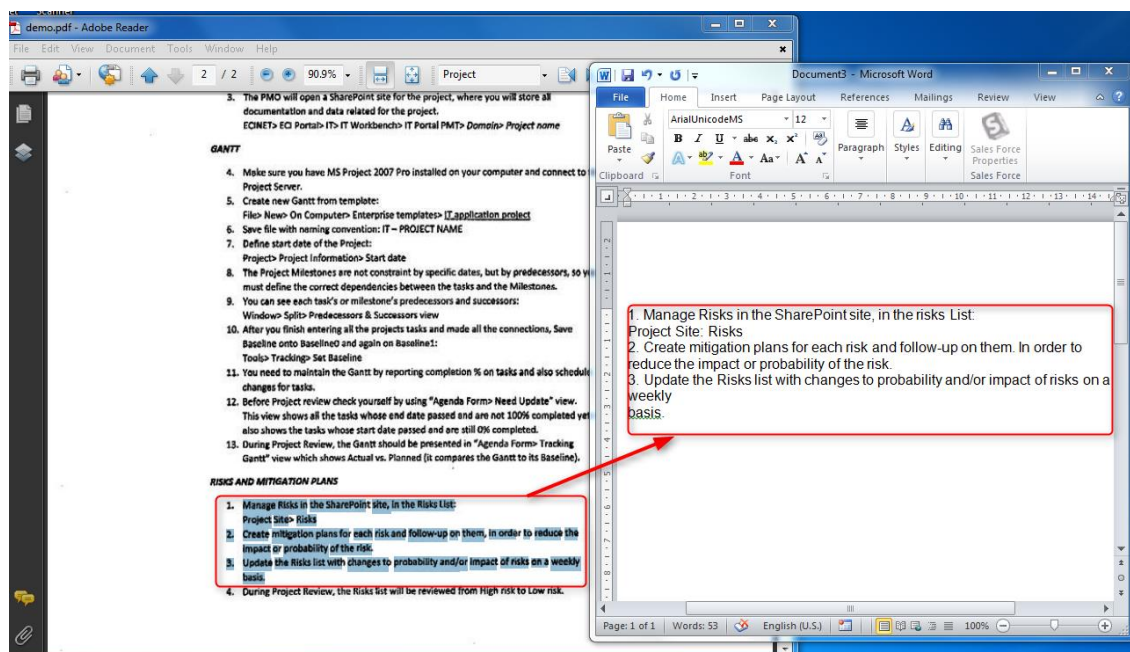 Scanner
demo.pdf - Adobe Reader
File Edit View Document Tools Window Help
2 / 2 90.9% Project
3. The PMO will open a SharePoint site for the project, where you will store all
documentation and data related for the project.
ECINET> ECI Portal> IT> IT Workbench> IT Portal PMT> Domain> Project name
GANTT
4. Make sure you have MS Project 2007 Pro installed on your computer and connect to
Project Server.
5. Create new Gantt from template:
File> New> On Computer> Enterprise templates> IT application project
6. Save file with naming convention: IT – PROJECT NAME
7. Define start date of the Project:
Project> Project Information> Start date
8. The Project Milestones are not constraint by specific dates, but by predecessors, so
must define the correct dependencies between the tasks and the Milestones.
9. You can see each task's or milestone's predecessors and successors:
Window> Split> Predecessors & Successors view
10. After you finish entering all the projects tasks and made all the connections, Save
Baseline onto Baseline0 and again on Baseline1:
Tools> Tracking> Set Baseline
11. You need to maintain the Gantt by reporting completion % on tasks and also schedule
changes for tasks.
12. Before Project review check yourself by using "Agenda Form> Need Update" view.
This view shows all the tasks whose end date passed and are not 100% completed yet
also shows the tasks whose start date passed and are still 0% completed.
13. During Project Review, the Gantt should be presented in "Agenda Form> Tracking
Gantt" view which shows Actual vs. Planned (it compares the Gantt to its Baseline).
RISKS AND MITIGATION PLANS
1. Manage Risks in the SharePoint site, in the Risks List:
Project Site> Risks
2. Create mitigation plans for each risk and follow-up on them, in order to reduce the
impact or probability of the risk.
3. Update the Risks list with changes to probability and/or impact of risks on a weekly
basis.
4. During Project Review, the Risks list will be reviewed from High risk to Low risk.
Document3 - Microsoft Word
File Home Insert Page Layout References Mailings Review View
ArialUnicodeMS 12
Paste
B I U abc X₂ X²
Aa A A
Paragraph Styles Editing Sales Force
Properties
Clipboard Font Sales Force
1 1 2 3 4 5 6 7 8 9 10 11 12 13 14
1. Manage Risks in the SharePoint site, in the risks List:
Project Site: Risks
2. Create mitigation plans for each risk and follow-up on them. In order to
reduce the impact or probability of the risk.
3. Update the Risks list with changes to probability and/or impact of risks on a
weekly
basis.
Page: 1 of 1 Words: 53 English (U.S.) 100%